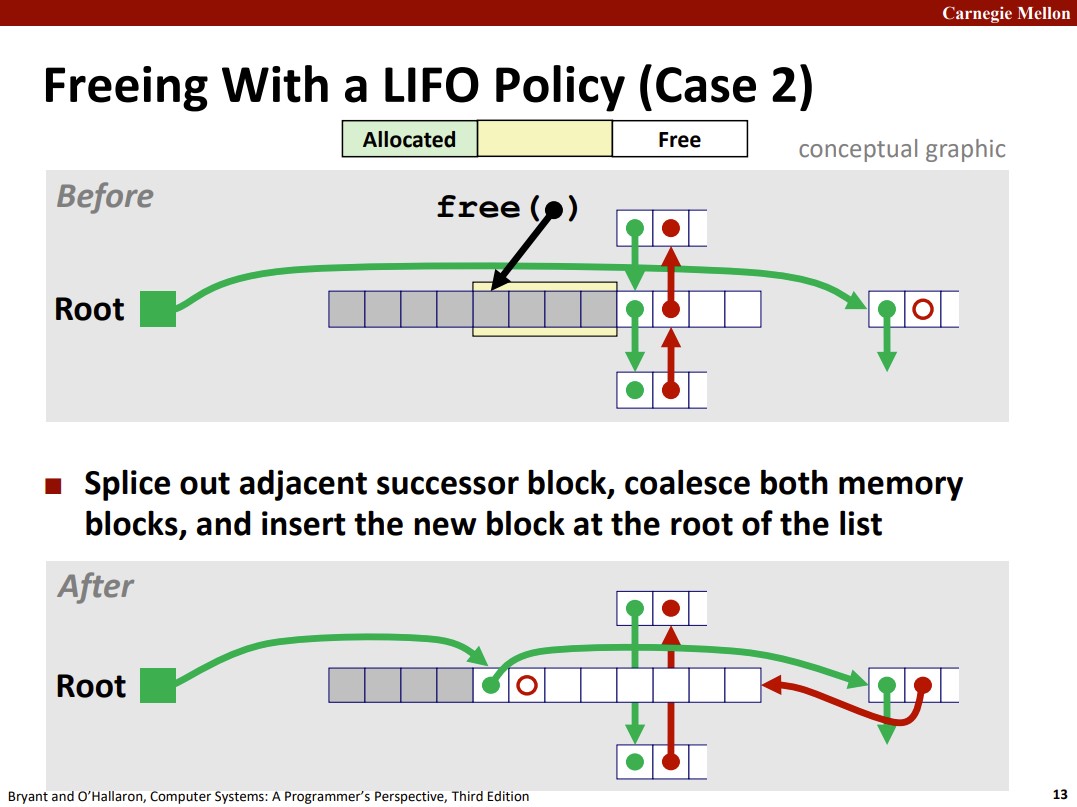 Carnegie Mellon
Freeing With a LIFO Policy (Case 2)
Allocated
Free
conceptual graphic
Before
free( )
Root
Splice out adjacent successor block, coalesce both memory
blocks, and insert the new block at the root of the list
After
Root
Bryant and O’Hallaron, Computer Systems: A Programmer’s Perspective, Third Edition
13